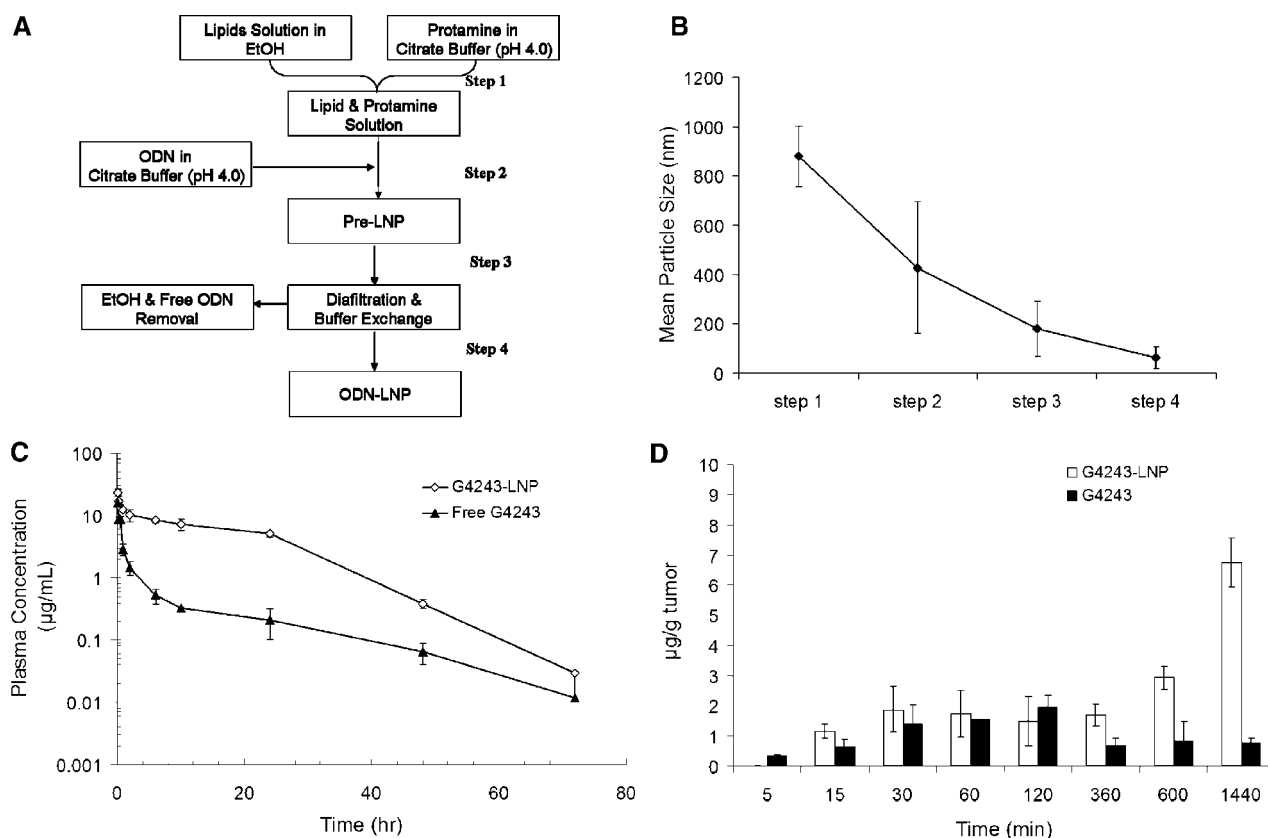 A
Lipids Solution in
EtOH
Protamine in
Citrate Buffer (pH 4.0)
Step 1
Lipid & Protamine
Solution
ODN in
Citrate Buffer (pH 4.0)
Step 2
Pre-LNP
Step 3
EtOH & Free ODN
Removal
Diafiltration &
Buffer Exchange
Step 4
ODN-LNP
B
Mean Particle Size (nm)
1200
1000
800
600
400
200
0
step 1
step 2
step 3
step 4
C
Plasma Concentration
(µg/mL)
100
10
1
0.1
0.01
0.001
G4243-LNP
Free G4243
0
20
40
60
80
Time (hr)
D
µg/g tumor
10
9
8
7
6
5
4
3
2
1
0
G4243-LNP
G4243
5
15
30
60
120
360
600
1440
Time (min)